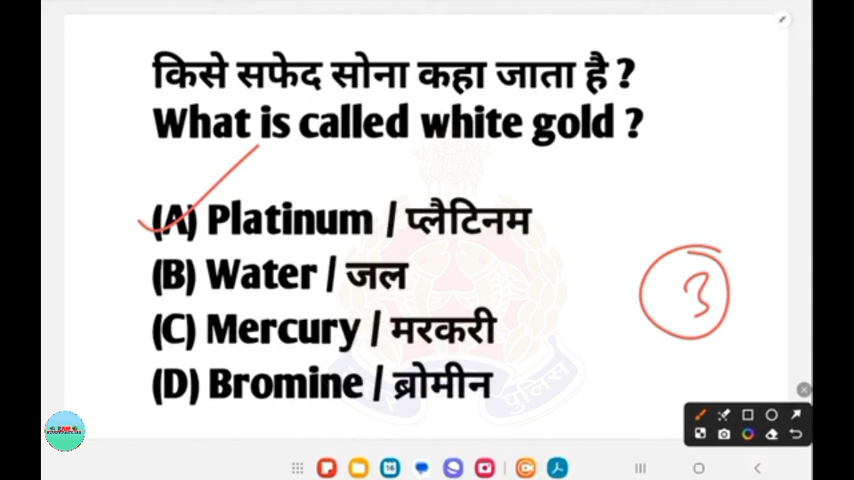 किसे सफेद सोना कहा जाता है ?
What is called white gold ?
(A) Platinum / प्लैटिनम
(B) Water / जल
(C) Mercury / मरकरी
(D) Bromine / ब्रोमीन
3
पुलिस